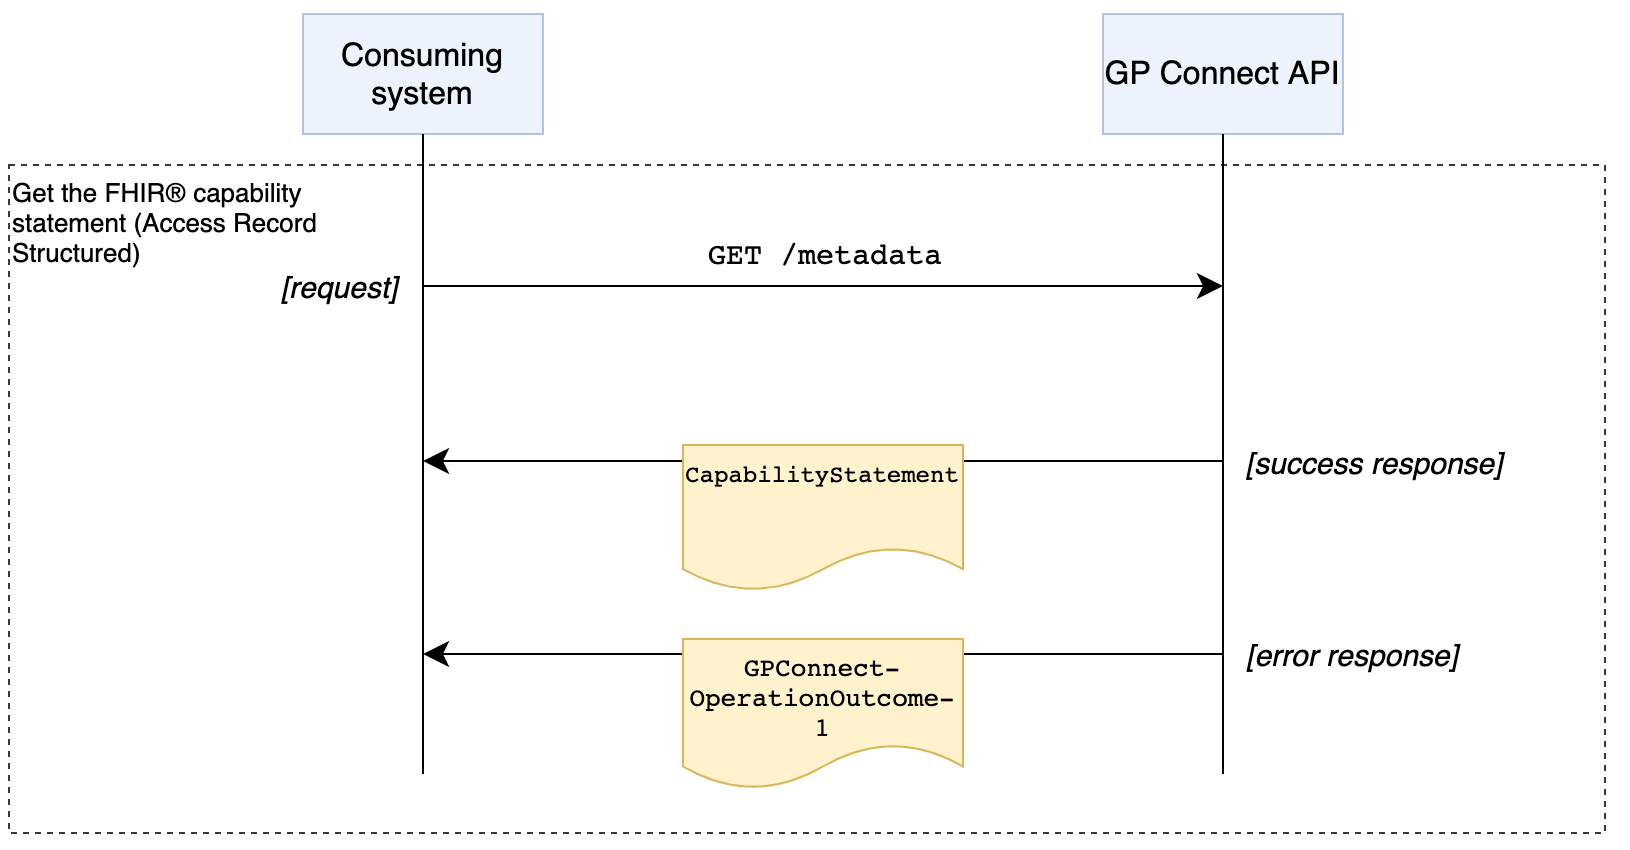 Consuming
system
GP Connect API
Get the FHIR® capability
statement (Access Record
Structured)
GET /metadata
[request]
CapabilityStatement
[success response]
GPConnect-
OperationOutcome-
1
[error response]